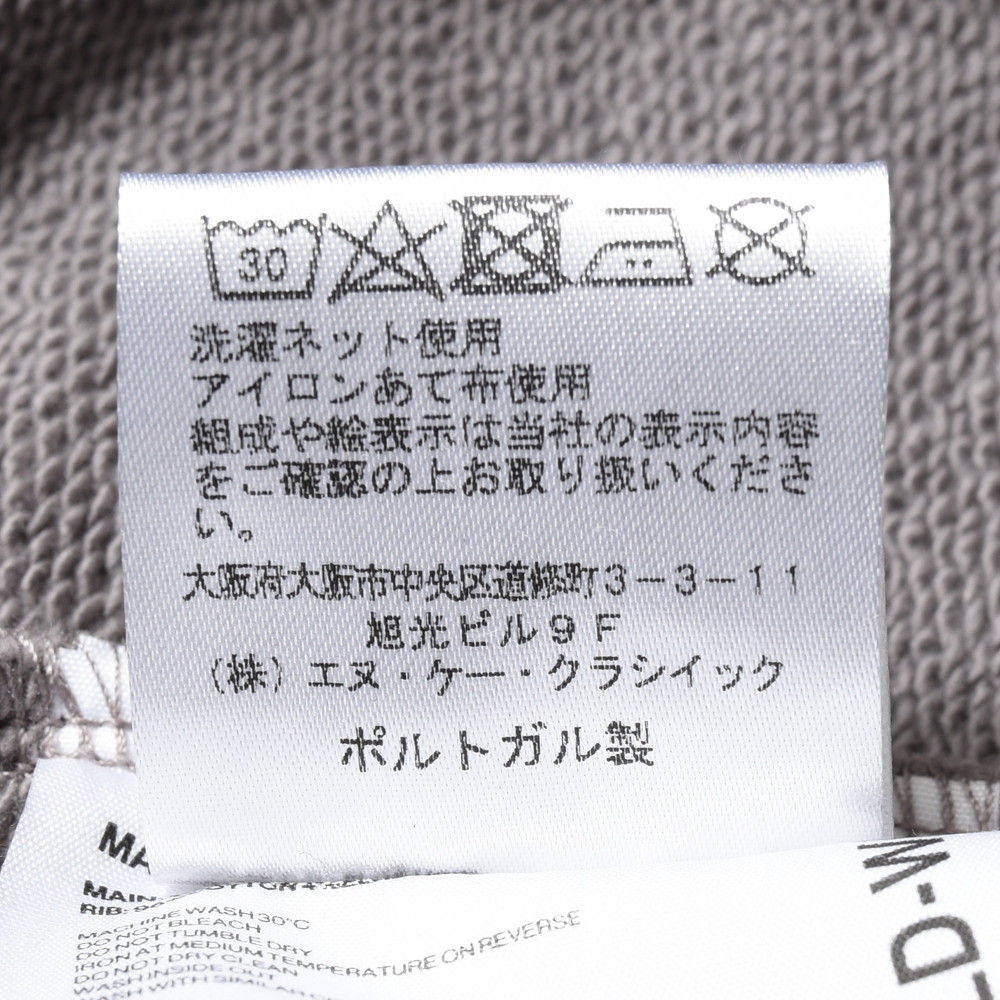 30
洗濯ネット使用
アイロンあて布使用
組成や絵表示は当社の表示内容
をご確認の上お取り扱いくださ
い。
大阪府大阪市中央区道修町3-3-11
旭光ビル9F
(株)エヌ・ケー・クラシイック
ポルトガル製
MAIN:
RIB:
MACHINE WASH 30°C
DO NOT BLEACH
DO NOT TUMBLE DRY
IRON AT MEDIUM TEMPERATURE ON REVERSE
DO NOT DRY CLEAN
WASH INSIDE OUT
WASH WITH SIMILAR
D-W